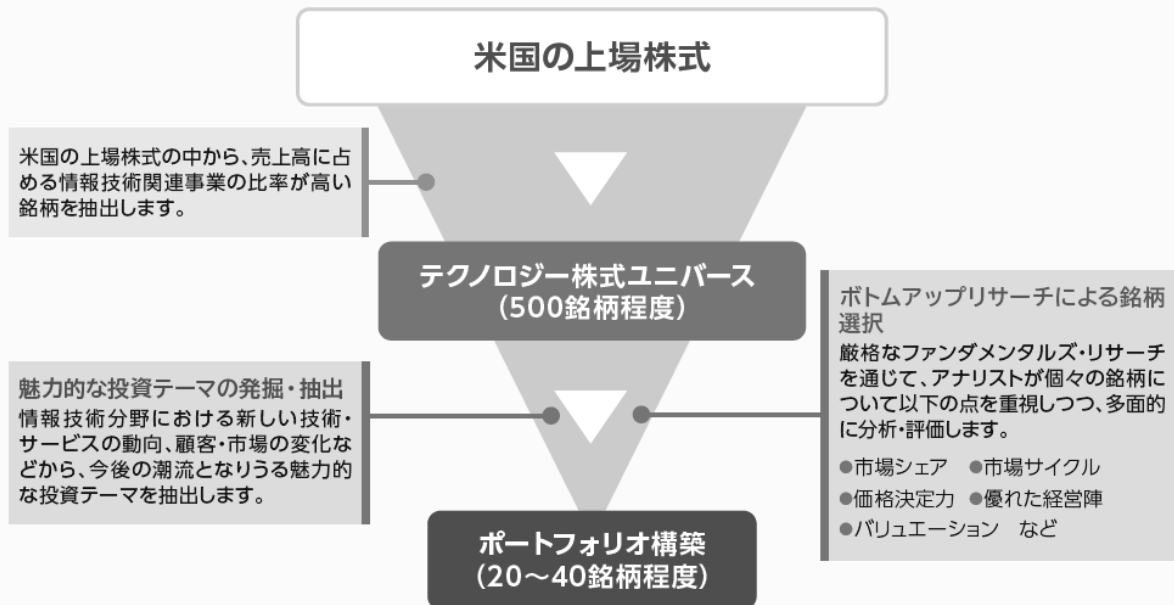 米国の上場株式
米国の上場株式の中から、売上高に占
める情報技術関連事業の比率が高い
銘柄を抽出します。
テクノロジー株式ユニバース
(500銘柄程度)
魅力的な投資テーマの発掘・抽出
情報技術分野における新しい技術・
サービスの動向、顧客・市場の変化な
どから、今後の潮流となりうる魅力的
な投資テーマを抽出します。
ボトムアップリサーチによる銘柄
選択
厳格なファンダメンタルズ・リサーチ
を通じて、アナリストが個々の銘柄に
ついて以下の点を重視しつつ、多面的
に分析・評価します。
●市場シェア ●市場サイクル
●価格決定力 ●優れた経営陣
●バリュエーション など
ポートフォリオ構築
(20〜40銘柄程度)